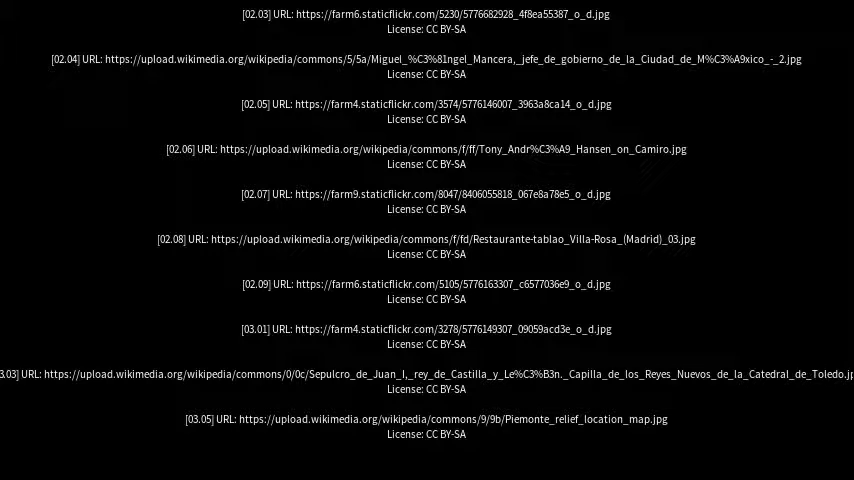 [02.03] URL: https://farm6.staticflickr.com/5230/5776682928_4f8ea55387_o_d.jpg
License: CC BY-SA
[02.04] URL: https://upload.wikimedia.org/wikipedia/commons/5/5a/Miguel_%C3%81ngel_Mancera,_jefe_de_gobierno_de_la_Ciudad_de_M%C3%A9xico_-_2.jpg
License: CC BY-SA
[02.05] URL: https://farm4.staticflickr.com/3574/5776146007_3963a8ca14_o_d.jpg
License: CC BY-SA
[02.06] URL: https://upload.wikimedia.org/wikipedia/commons/f/ff/Tony_Andr%C3%A9_Hansen_on_Camiro.jpg
License: CC BY-SA
[02.07] URL: https://farm9.staticflickr.com/8047/8406055818_067e8a78e5_o_d.jpg
License: CC BY-SA
[02.08] URL: https://upload.wikimedia.org/wikipedia/commons/f/fd/Restaurante-tablao_Villa-Rosa_(Madrid)_03.jpg
License: CC BY-SA
[02.09] URL: https://farm6.staticflickr.com/5105/5776163307_c6577036e9_o_d.jpg
License: CC BY-SA
[03.01] URL: https://farm4.staticflickr.com/3278/5776149307_09059acd3e_o_d.jpg
License: CC BY-SA
3.03] URL: https://upload.wikimedia.org/wikipedia/commons/0/0c/Sepulcro_de_Juan_I,_rey_de_Castilla_y_Le%C3%B3n._Capilla_de_los_Reyes_Nuevos_de_la_Catedral_de_Toledo.jp
License: CC BY-SA
[03.05] URL: https://upload.wikimedia.org/wikipedia/commons/9/9b/Piemonte_relief_location_map.jpg
License: CC BY-SA